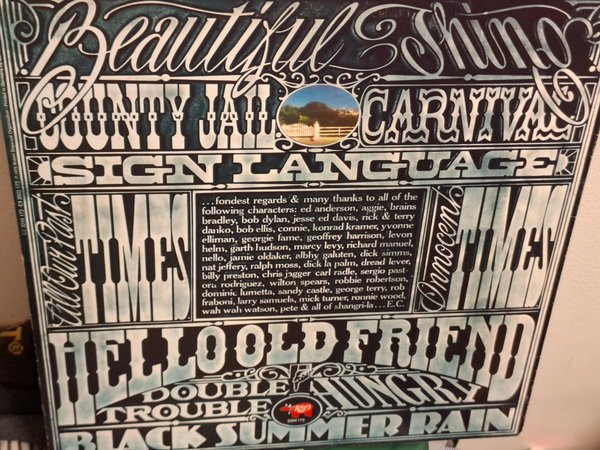 Beautiful Thing
COUNTY JAIL
CARNIVAL
SIGN LANGUAGE
All Our Past
TIMES
...fondest regards & many thanks to all of the
following characters: ed anderson, aggie, brains
bradley, bob dylan, jesse ed davis, rick & terry
danko, bob ellis, connie, konrad kramer, yvonne
elliman, georgie fame, geoffrey harrison, levon
helm, garth hudson, marcy levy, richard manuel,
nello, jamie oldaker, albhy galuten, dick simms,
nat jeffery, ralph moss, dick la palm, dread lever,
billy preston, chris jagger carl radle, sergio past-
ora rodriguez, wilton spears, robbie robertson,
dominic lumetta, sandy castle, george terry, rob
fraboni, larry samuels, mick turner, ronnie wood,
wah wah watson, pete & all of shangri-la...E.C.
Innocent
TIMES
HELLO OLD FRIEND
DOUBLE
TROUBLE
HUNGRY
BLACK SUMMER RAIN